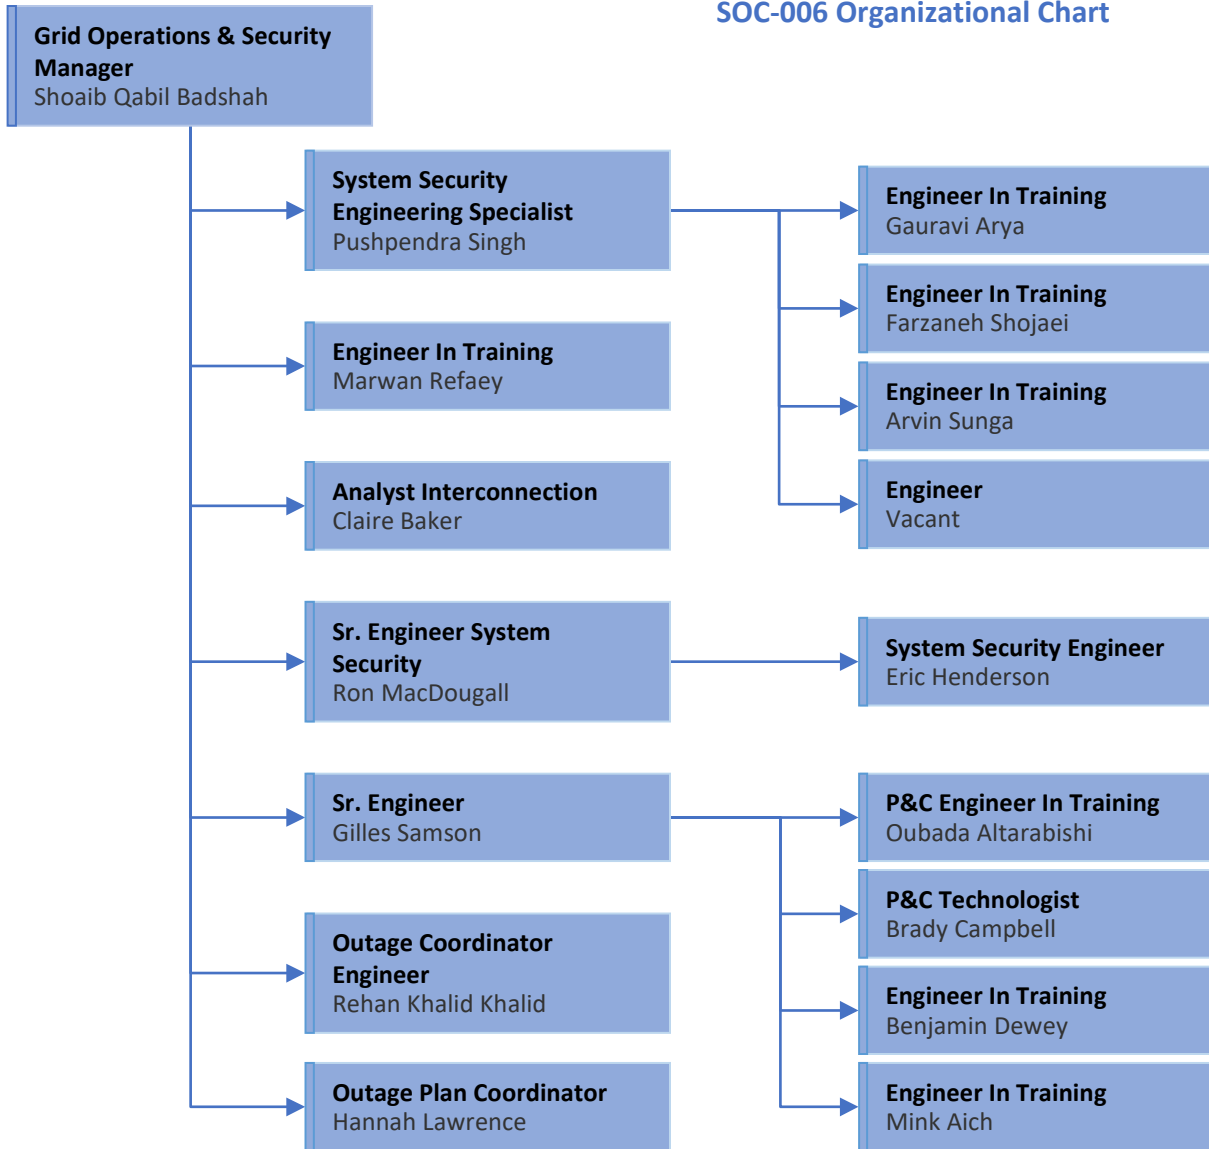 SOC-006 Organizational Chart
Grid Operations & Security
Manager
Shoaib Qabil Badshah
System Security
Engineering Specialist
Pushpendra Singh
Engineer In Training
Gauravi Arya
Engineer In Training
Farzaneh Shojaei
Engineer In Training
Arvin Sunga
Engineer
Vacant
Engineer In Training
Marwan Refaey
Analyst Interconnection
Claire Baker
Sr. Engineer System
Security
Ron MacDougall
System Security Engineer
Eric Henderson
Sr. Engineer
Gilles Samson
P&C Engineer In Training
Oubada Altarabishi
P&C Technologist
Brady Campbell
Engineer In Training
Benjamin Dewey
Engineer In Training
Mink Aich
Outage Coordinator
Engineer
Rehan Khalid Khalid
Outage Plan Coordinator
Hannah Lawrence